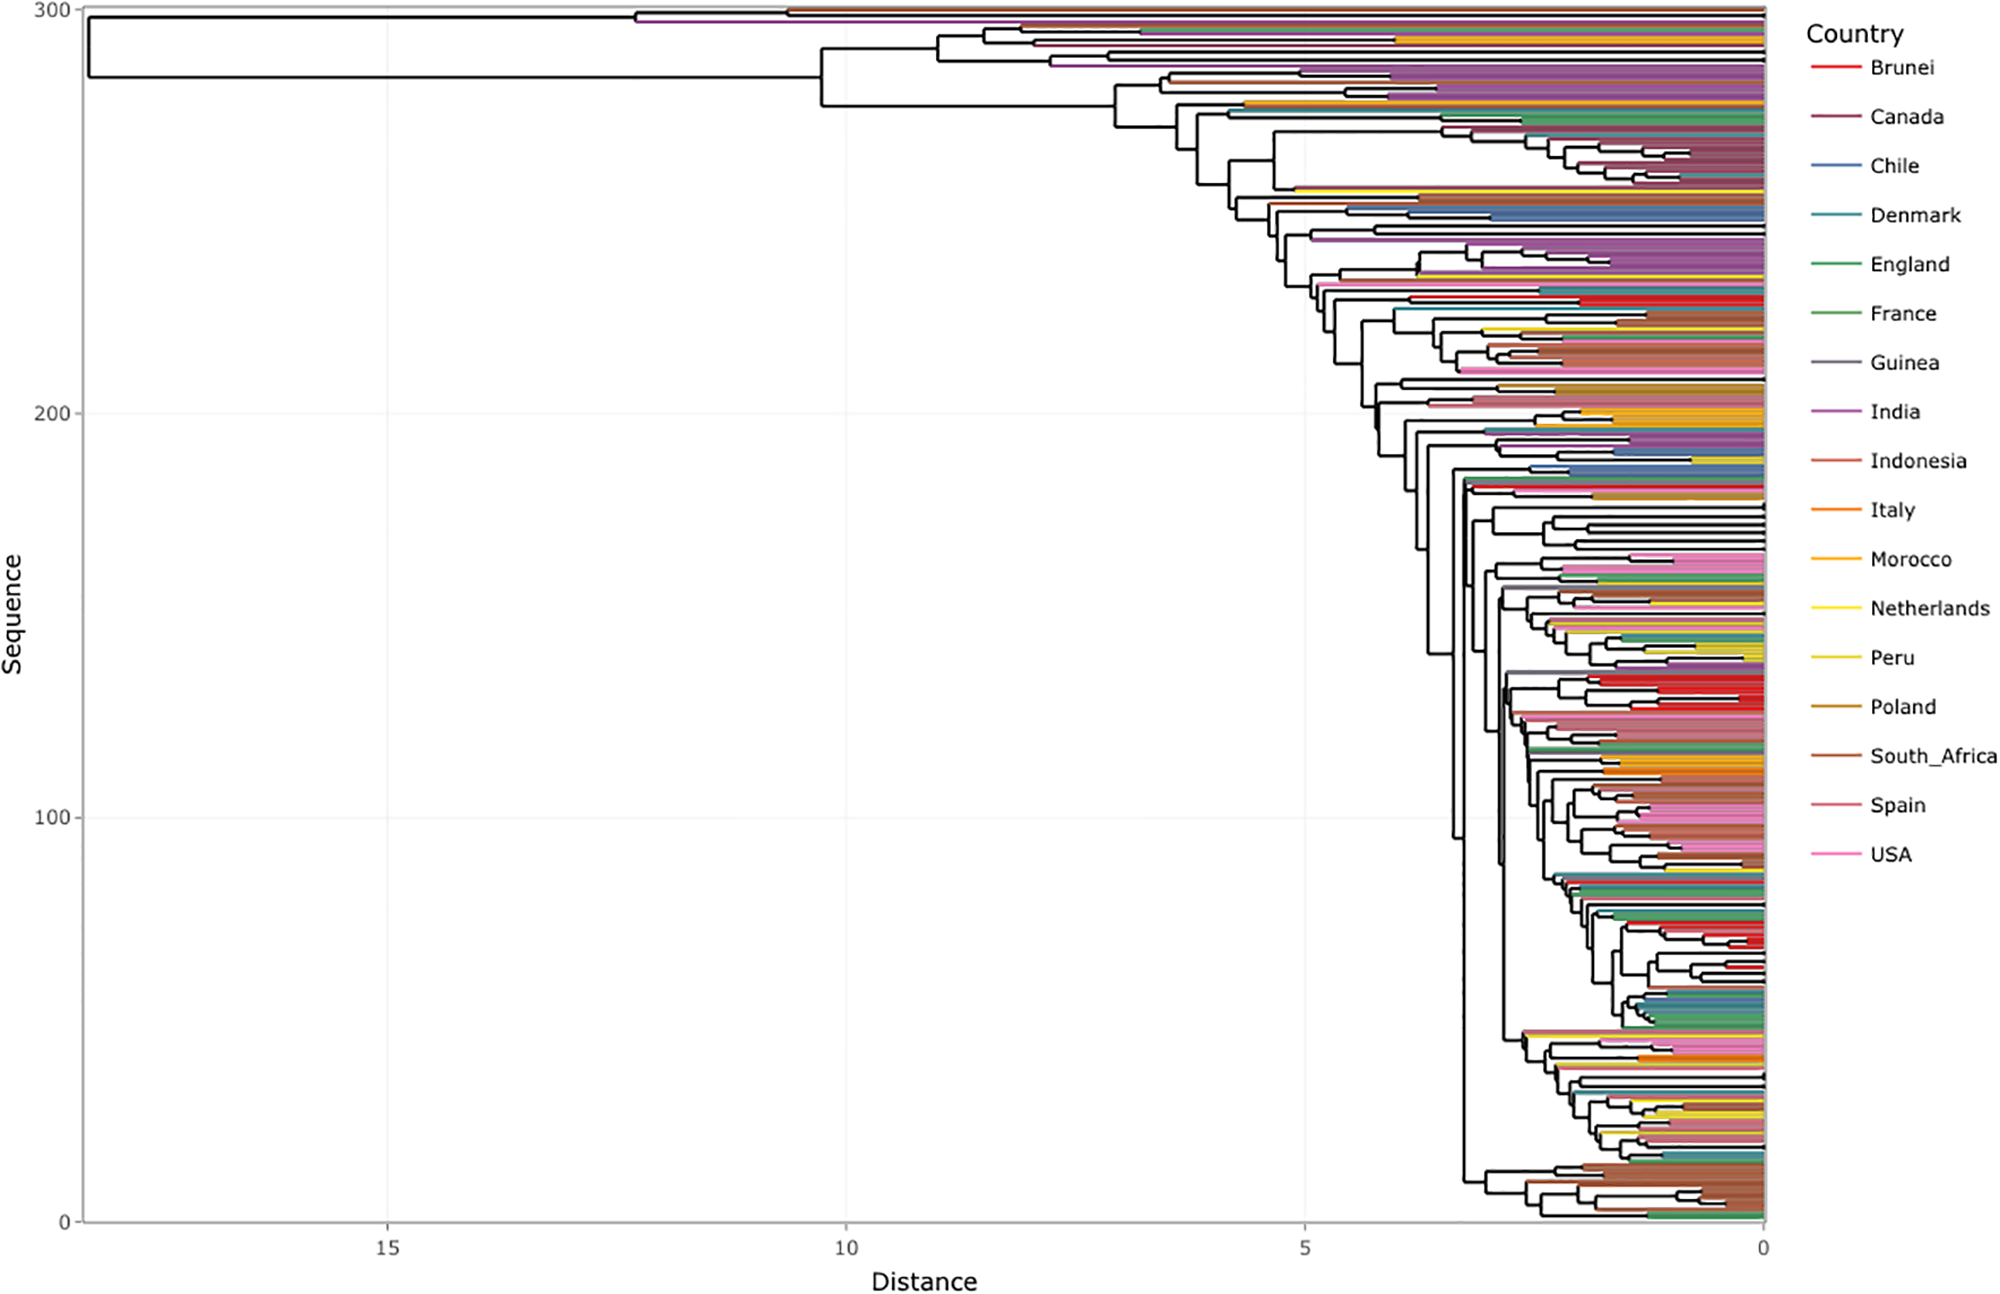 300
200
100
0
Sequence
15
10
5
0
Distance
Country
Brunei
Canada
Chile
Denmark
England
France
Guinea
India
Indonesia
Italy
Morocco
Netherlands
Peru
Poland
South_Africa
Spain
USA